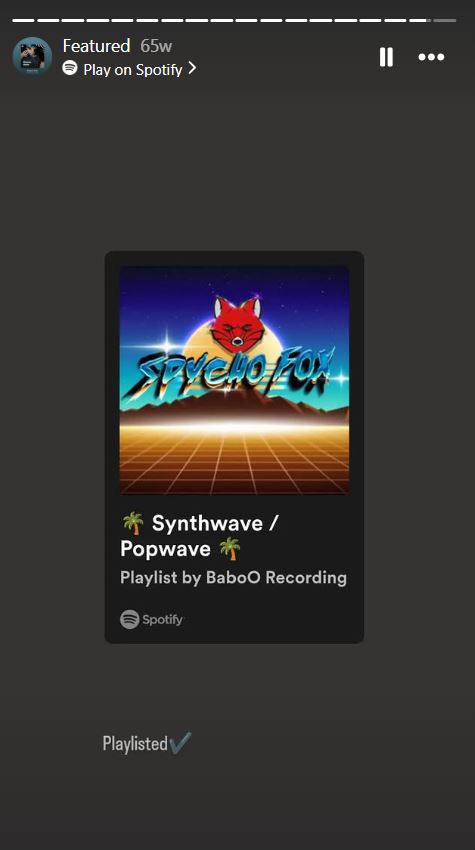 Featured 65w
Play on Spotify
SPYCHO FOX
🌴 Synthwave /
Popwave 🌴
Playlist by BaboO Recording
Spotify
Playlisted✔️